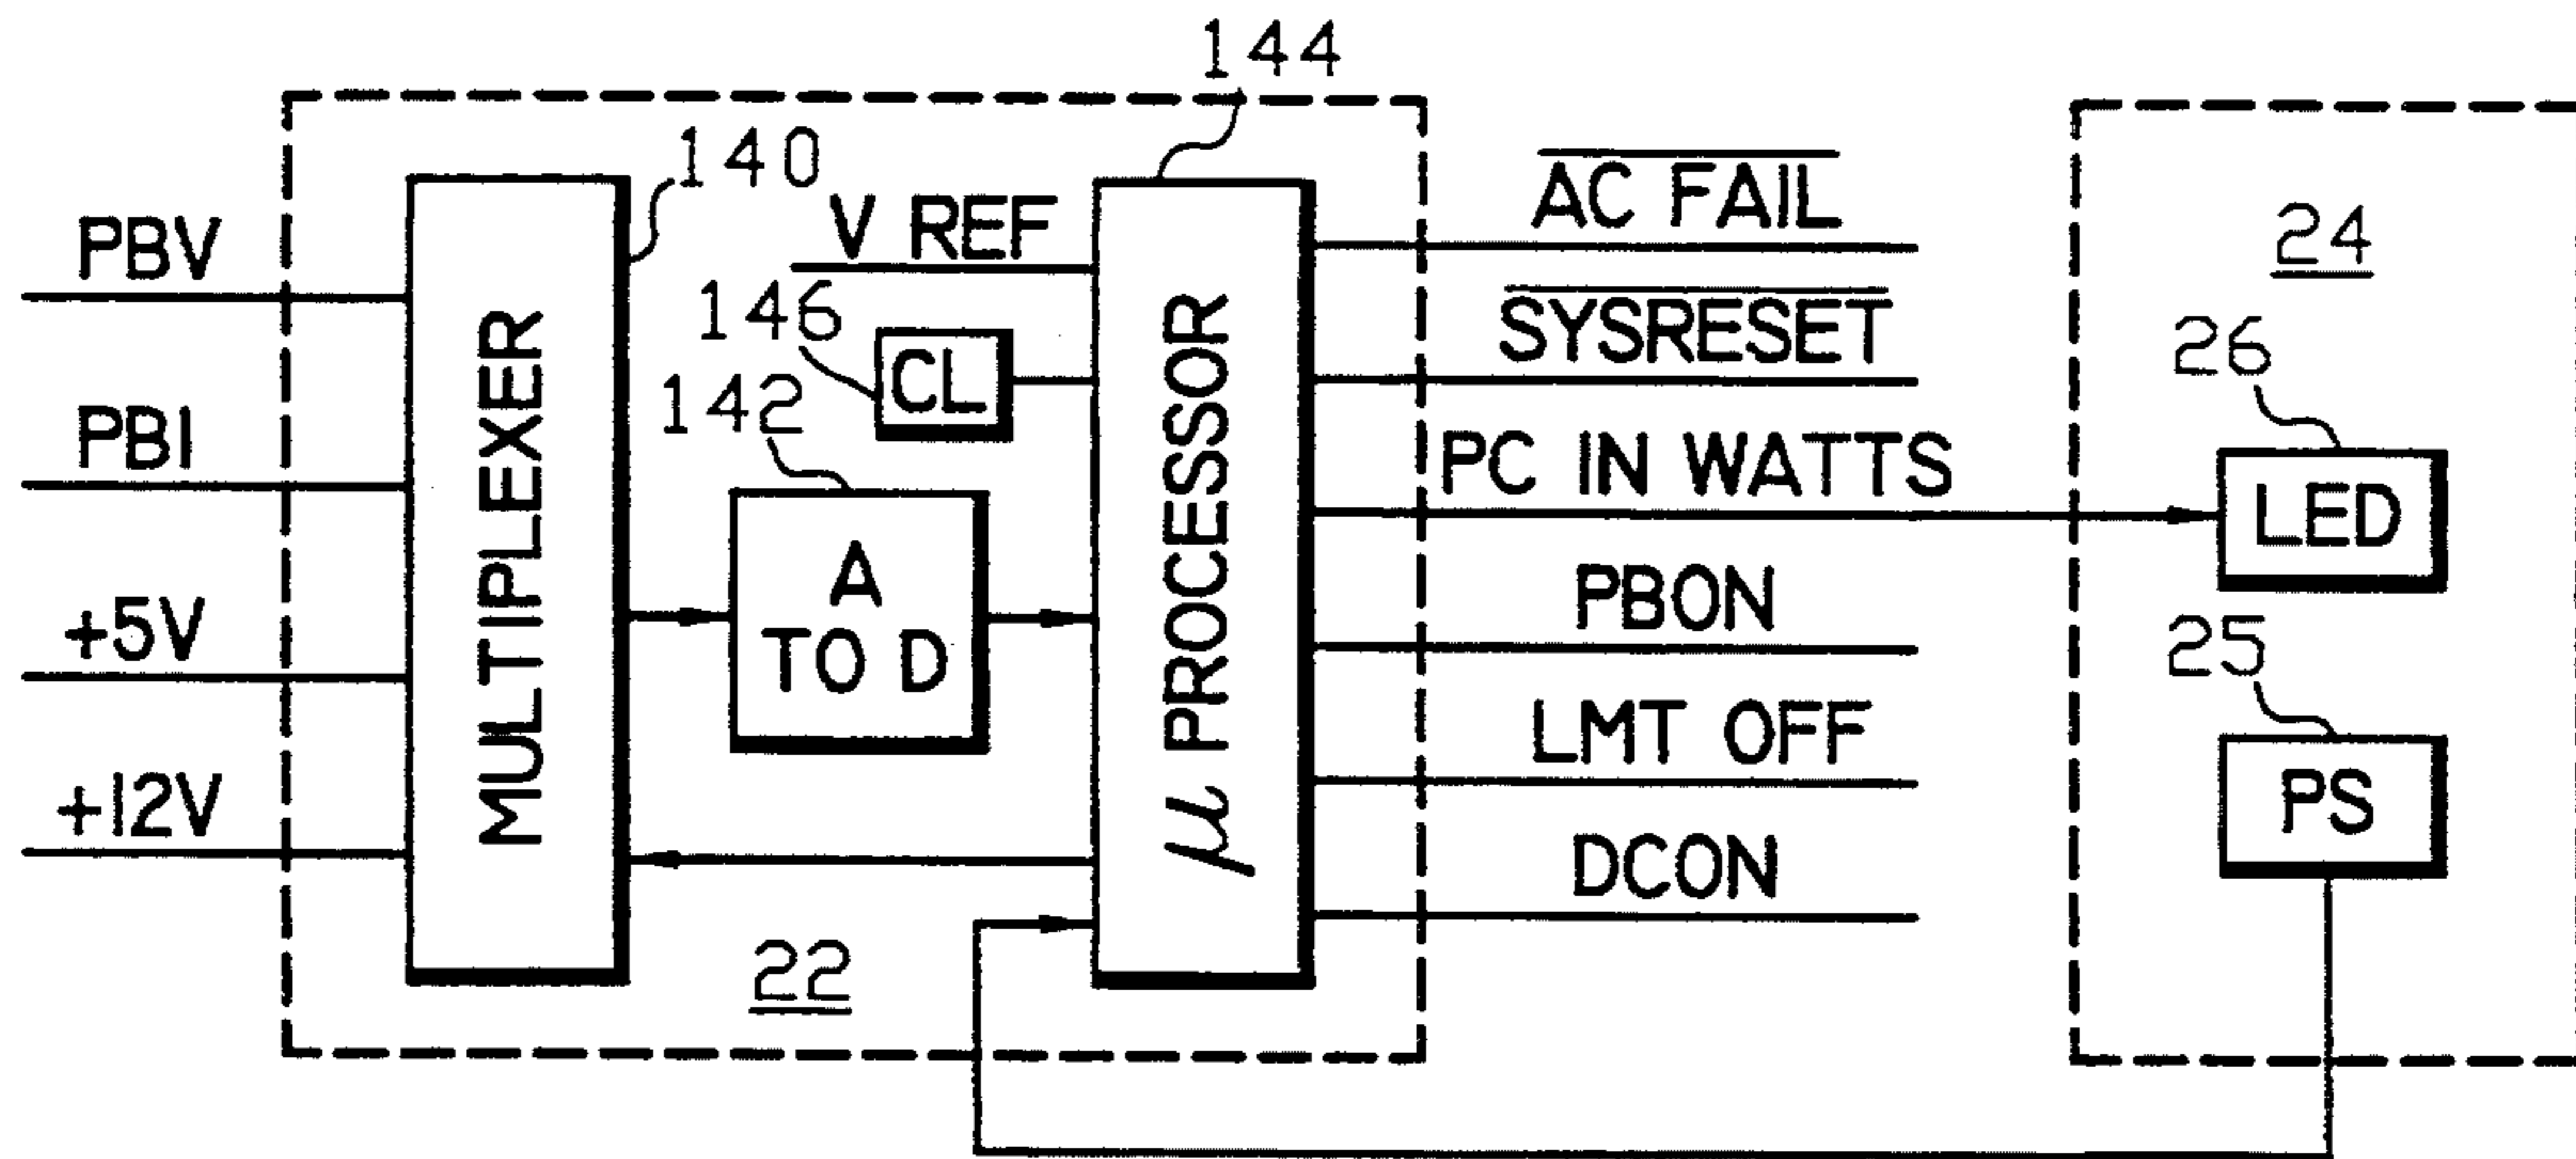 144
140
PBV
V REF
AC FAIL
24
146
CL
SYSRESET
26
142
PBI
MULTIPLEXER
A
TO D
μ PROCESSOR
PC IN WATTS
LED
+5V
PBON
25
+12V
LMT OFF
PS
DCON
22